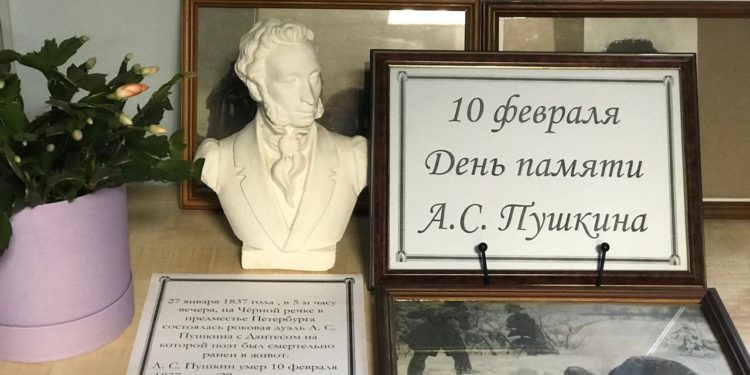 10 февраля
День памяти
А.С. Пушкина
27 января 183? года , в 5 м часу
вечера, на Чёрной речке в
предместье Петербурга
состоялась роковая дуэль А. С.
Пушкина с Дантесом на
которой поэт был смертельно
ранен в живот.
А. С. Пушкин умер 10 февраля